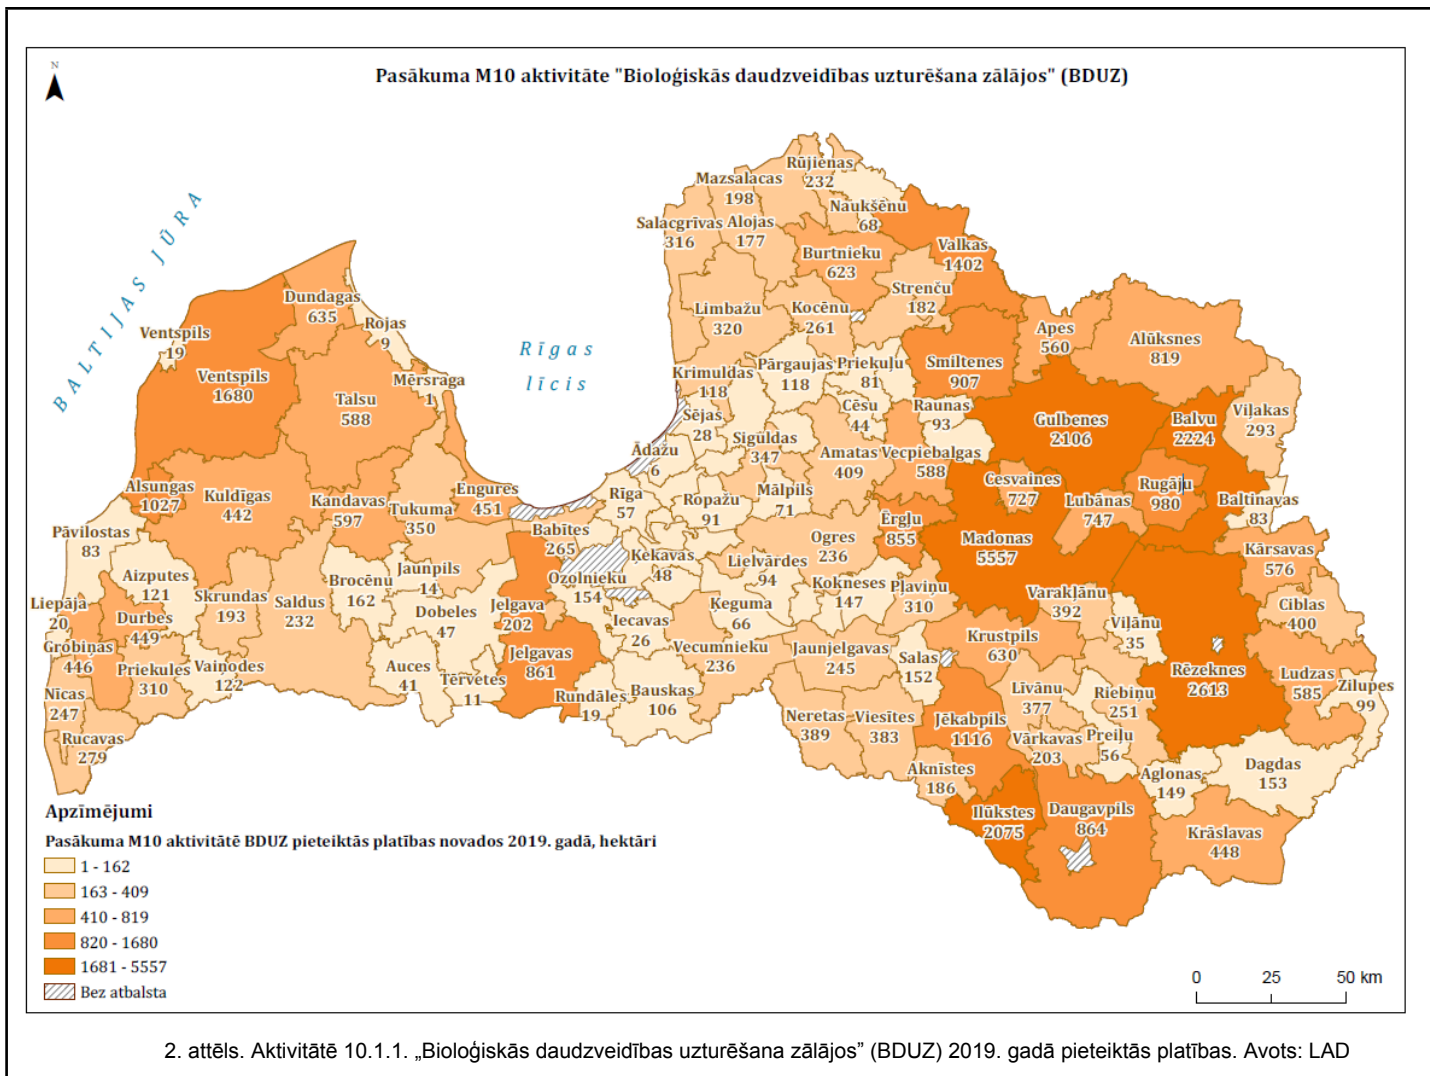 N
Pasākuma M10 aktivitāte "Bioloģiskās daudzveidības uzturēšana zālājos" (BDUZ)
BALTIJAS JŪRA
Rīgas
līcis
Rūjienas
232
Mazsalacas
198
Naukšēnu
68
Salacgrīvas
316
Alojas
177
Burtnieku
623
Valkas
1402
Strenču
182
Dundagas
635
Rojas
9
Ventspils
19
Ventspils
1680
Mērsraga
1
Talsu
588
Limbažu
320
Kocēnu
261
Apes
560
Alūksnes
819
Smiltenes
907
Pārgaujas
118
Priekuļu
81
Krimuldas
118
Cēsu
44
Raunas
93
Gulbenes
2106
Balvu
2224
Viļakas
293
Sējas
28
Siguldas
347
Ādažu
6
Amatas
409
Vecpiebalgas
588
Cesvaines
727
Lubānas
747
Rugāju
980
Baltinavas
83
Alsungas
1027
Kuldīgas
442
Kandavas
597
Tukuma
350
Engures
451
Rīga
57
Ropažu
91
Mālpils
71
Ērgļu
855
Madonas
5557
Pāvilostas
83
Babītes
265
Ogres
236
Kārsavas
576
Aizputes
121
Jaunpils
14
Brocēnu
162
Ozolnieku
154
Ķekavas
48
Lielvārdes
94
Kokneses
147
Pļaviņu
310
Varakļānu
392
Ciblas
400
Liepāja
20
Durbes
449
Skrundas
193
Saldus
232
Dobeles
47
Jelgava
202
Iecavas
26
Ķeguma
66
Viļānu
35
Grobiņas
446
Priekules
310
Vaiņodes
122
Auces
41
Tērvetes
11
Jelgavas
861
Vecumnieku
236
Jaunjelgavas
245
Salas
152
Krustpils
630
Rēzeknes
2613
Ludzas
585
Zilupes
99
Nīcas
247
Rundāles
19
Bauskas
106
Neretas
389
Viesītes
383
Jēkabpils
1116
Līvānu
377
Riebiņu
251
Rucavas
279
Vārkavas
203
Preiļu
56
Aknīstes
186
Aglonas
149
Dagdas
153
Ilūkstes
2075
Daugavpils
864
Krāslavas
448
Apzīmējumi
Pasākuma M10 aktivitātē BDUZ pieteiktās platības novados 2019. gadā, hektāri
1 - 162
163 - 409
410 - 819
820 - 1680
1681 - 5557
Bez atbalsta
0 25 50 km
2. attēls. Aktivitātē 10.1.1. „Bioloģiskās daudzveidības uzturēšana zālājos” (BDUZ) 2019. gadā pieteiktās platības. Avots: LAD